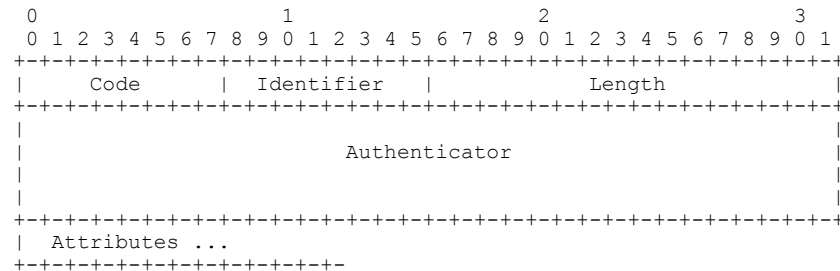 0                   1                   2                   3
 0 1 2 3 4 5 6 7 8 9 0 1 2 3 4 5 6 7 8 9 0 1 2 3 4 5 6 7 8 9 0 1
+-+-+-+-+-+-+-+-+-+-+-+-+-+-+-+-+-+-+-+-+-+-+-+-+-+-+-+-+-+-+-+-+
|     Code      |  Identifier   |            Length             |
+-+-+-+-+-+-+-+-+-+-+-+-+-+-+-+-+-+-+-+-+-+-+-+-+-+-+-+-+-+-+-+-+
|                                                               |
|                         Authenticator                         |
|                                                               |
|                                                               |
+-+-+-+-+-+-+-+-+-+-+-+-+-+-+-+-+-+-+-+-+-+-+-+-+-+-+-+-+-+-+-+-+
|  Attributes ...
+-+-+-+-+-+-+-+-+-+-+-+-+-